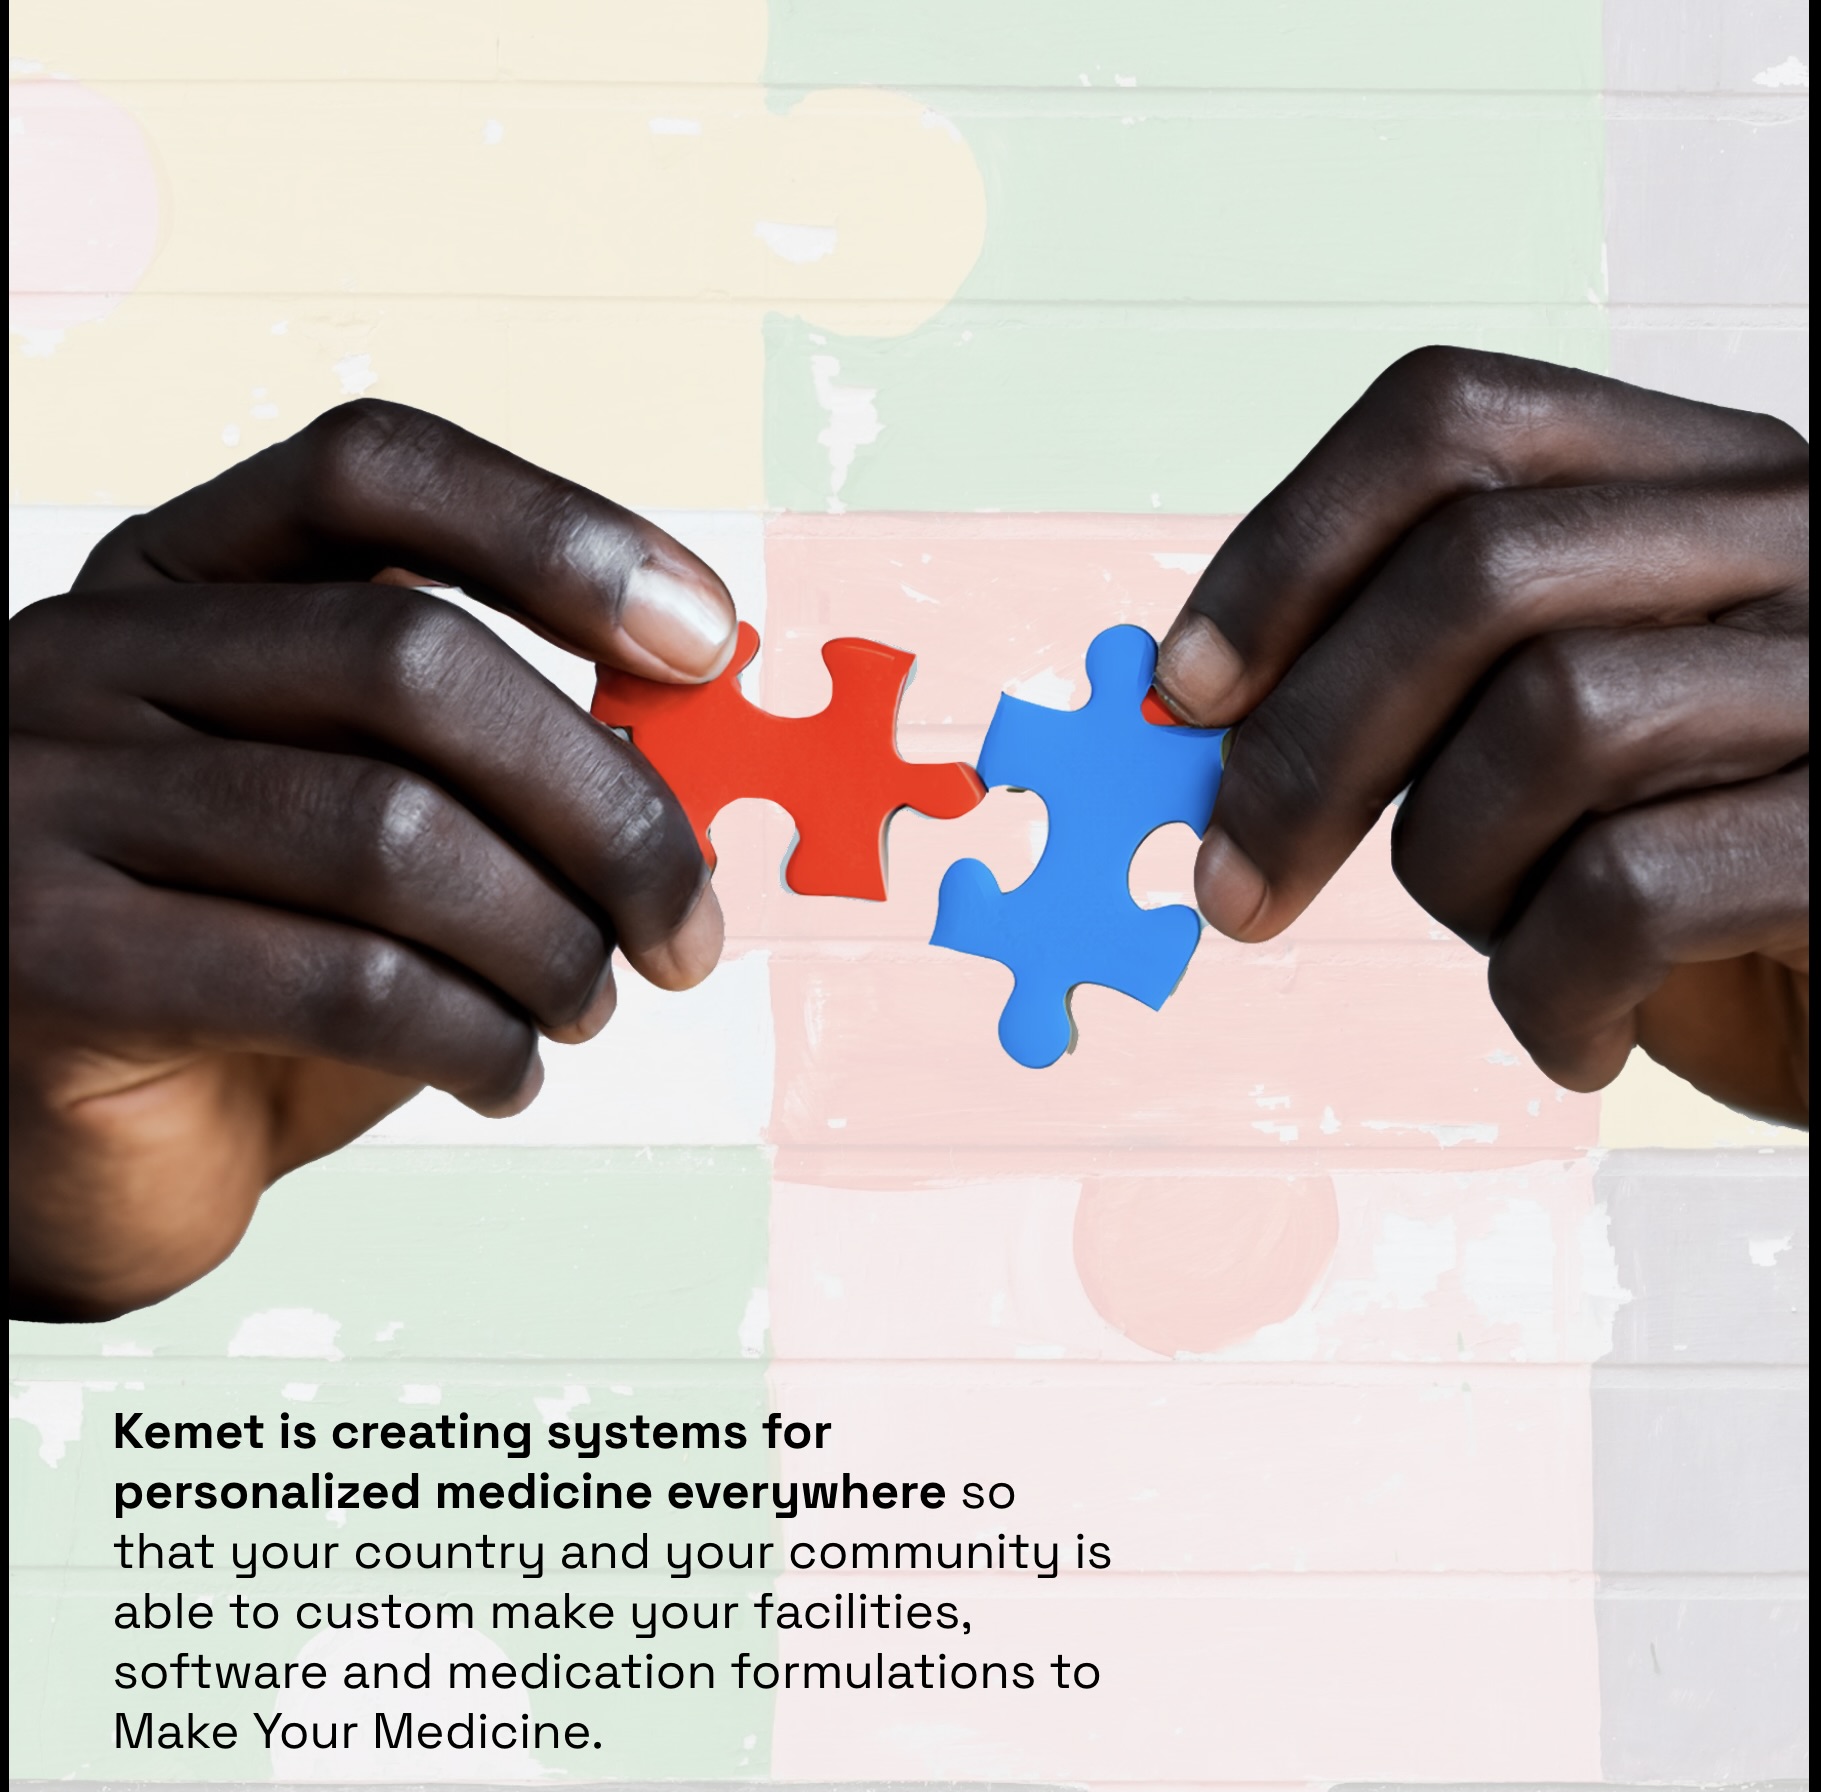 Kemet is creating systems for
personalized medicine everywhere so
that your country and your community is
able to custom make your facilities,
software and medication formulations to
Make Your Medicine.